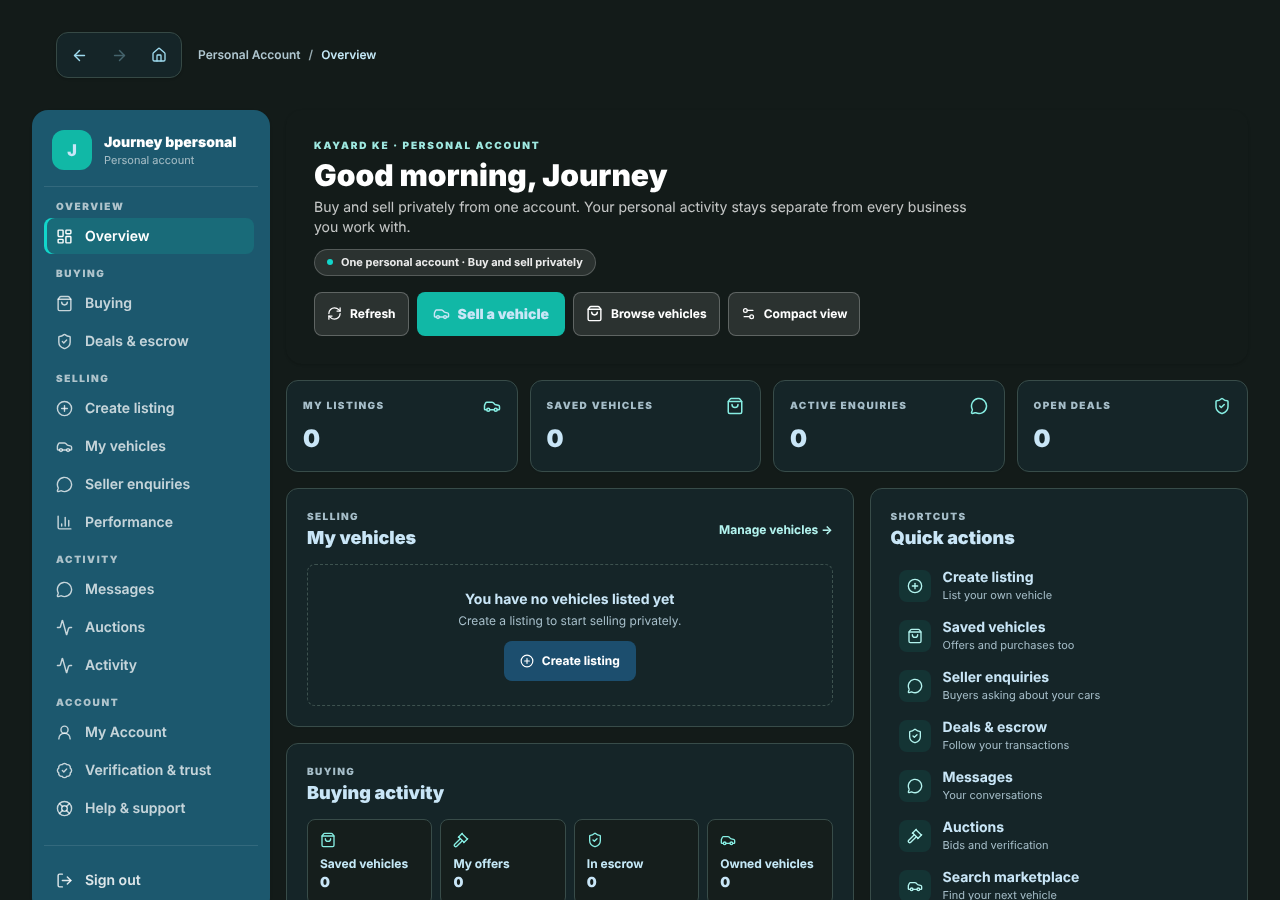 Personal Account / Overview
J
Journey bpersonal
Personal account
OVERVIEW
Overview
BUYING
Buying
Deals & escrow
SELLING
Create listing
My vehicles
Seller enquiries
Performance
ACTIVITY
Messages
Auctions
Activity
ACCOUNT
My Account
Verification & trust
Help & support
Sign out
KAYARD KE · PERSONAL ACCOUNT
Good morning, Journey
Buy and sell privately from one account. Your personal activity stays separate from every business
you work with.
One personal account · Buy and sell privately
Refresh
Sell a vehicle
Browse vehicles
Compact view
MY LISTINGS
0
SAVED VEHICLES
0
ACTIVE ENQUIRIES
0
OPEN DEALS
0
SELLING
My vehicles
Manage vehicles →
You have no vehicles listed yet
Create a listing to start selling privately.
Create listing
BUYING
Buying activity
Saved vehicles
0
My offers
0
In escrow
0
Owned vehicles
0
SHORTCUTS
Quick actions
Create listing
List your own vehicle
Saved vehicles
Offers and purchases too
Seller enquiries
Buyers asking about your cars
Deals & escrow
Follow your transactions
Messages
Your conversations
Auctions
Bids and verification
Search marketplace
Find your next vehicle